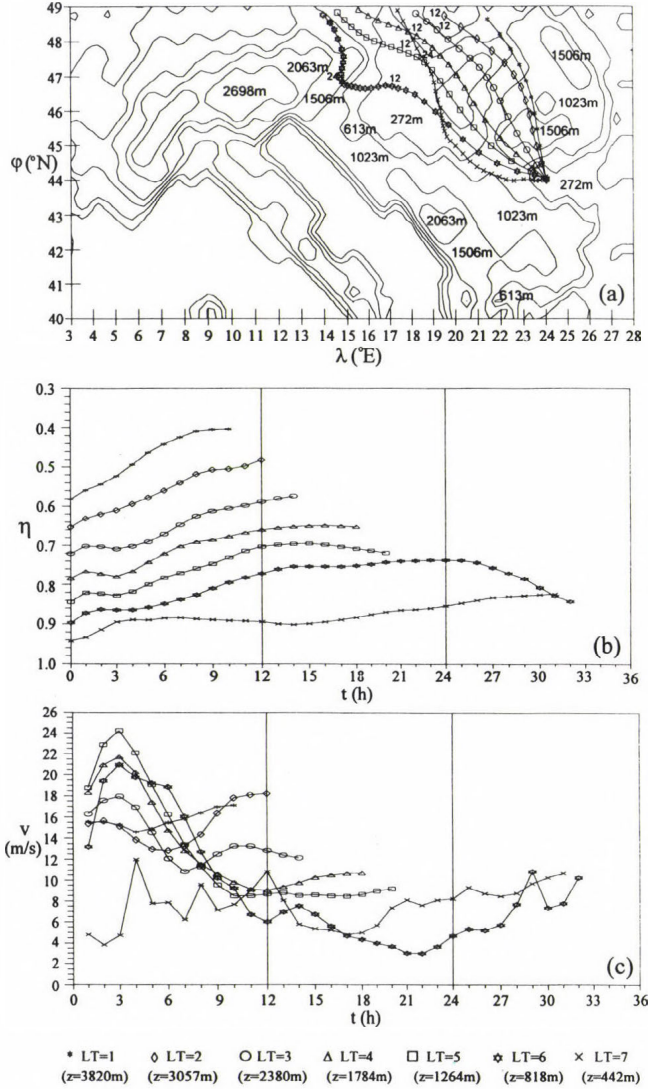 49
48
47
46
45
φ (°N)
44
43
42
41
40
2063m
24
2698m
1506m
12
613m
272m
1023m
12
12
12
12
12
24
1506m
1023m
1506m
272m
2063m
1023m
1506m
613m
(a)
3 4 5 6 7 8 9 10 11 12 13 14 15 16 17 18 19 20 21 22 23 24 25 26 27 28
λ (°E)
0.3
0.4
0.5
0.6
η
0.7
0.8
0.9
1.0
(b)
0 3 6 9 12 15 18 21 24 27 30 33 36
t (h)
26
24
22
20
18
16
14
v
(m/s)
12
10
8
6
4
2
0
(c)
0 3 6 9 12 15 18 21 24 27 30 33 36
t (h)
LT=1 LT=2 LT=3 LT=4 LT=5 LT=6 LT=7
(z=3820m) (z=3057m) (z=2380m) (z=1784m) (z=1264m) (z=818m) (z=442m)